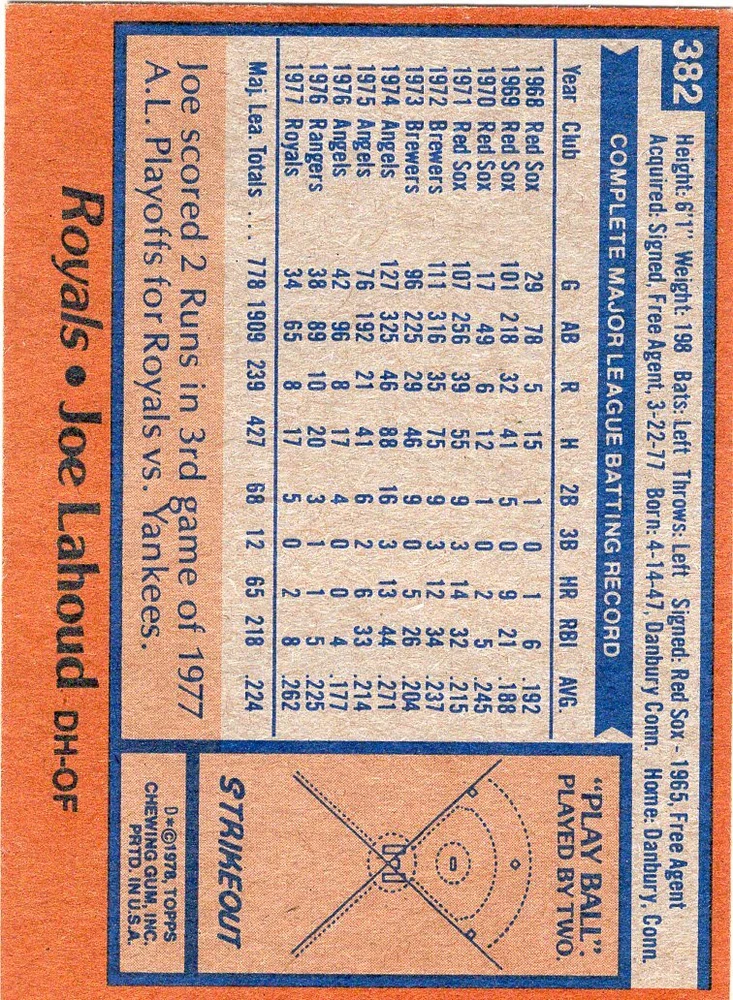 382
Height: 6'1" Weight: 198 Bats: Left Throws: Left Signed: Red Sox - 1965, Free Agent
Acquired: Signed, Free Agent, 3-22-77 Born: 4-14-47, Danbury Conn. Home: Danbury, Conn.
COMPLETE MAJOR LEAGUE BATTING RECORD
Year Club G AB R H 2B 3B HR RBI AVG.
1968 Red Sox 29 78 5 15 1 0 1 6 .192
1969 Red Sox 101 218 32 41 5 0 9 21 .188
1970 Red Sox 17 49 6 12 1 0 2 5 .245
1971 Red Sox 107 256 39 55 9 3 14 32 .215
1972 Brewers 111 316 35 75 9 3 12 34 .237
1973 Brewers 96 225 29 46 9 0 5 26 .204
1974 Angels 127 325 46 88 16 3 13 44 .271
1975 Angels 76 192 21 41 6 2 6 33 .214
1976 Angels 42 96 8 17 4 0 0 4 .177
1976 Rangers 38 89 10 20 3 1 1 5 .225
1977 Royals 34 65 8 17 5 0 2 8 .262
Maj. Lea. Totals .... 778 1909 239 427 68 12 65 218 .224
Joe scored 2 Runs in 3rd game of 1977
A.L. Playoffs for Royals vs. Yankees.
"PLAY BALL".
PLAYED BY TWO.
STRIKEOUT
D*©1978, TOPPS
CHEWING GUM, INC.
PRTD. IN U.S.A.
Royals • Joe Lahoud DH-OF